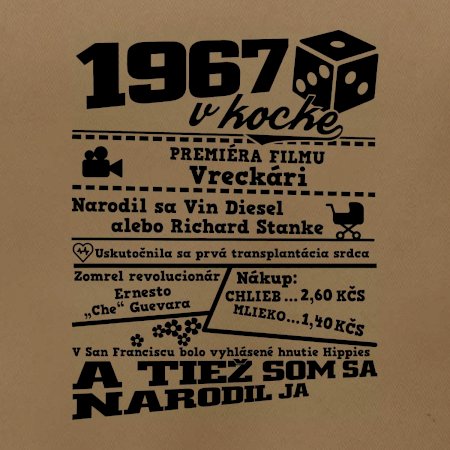 1967
v kocke
PREMIÉRA FILMU
Vreckári
Narodil sa Vin Diesel
alebo Richard Stanke
Uskutočnila sa prvá transplantácia srdca
Zomrel revolucionár
Ernesto
„Che“ Guevara
Nákup:
CHLIEB...2,60 KČS
MLIEKO...1,40 KČS
V San Franciscu bolo vyhlásené hnutie Hippies
A TIEŽ SOM SA
NARODIL JA